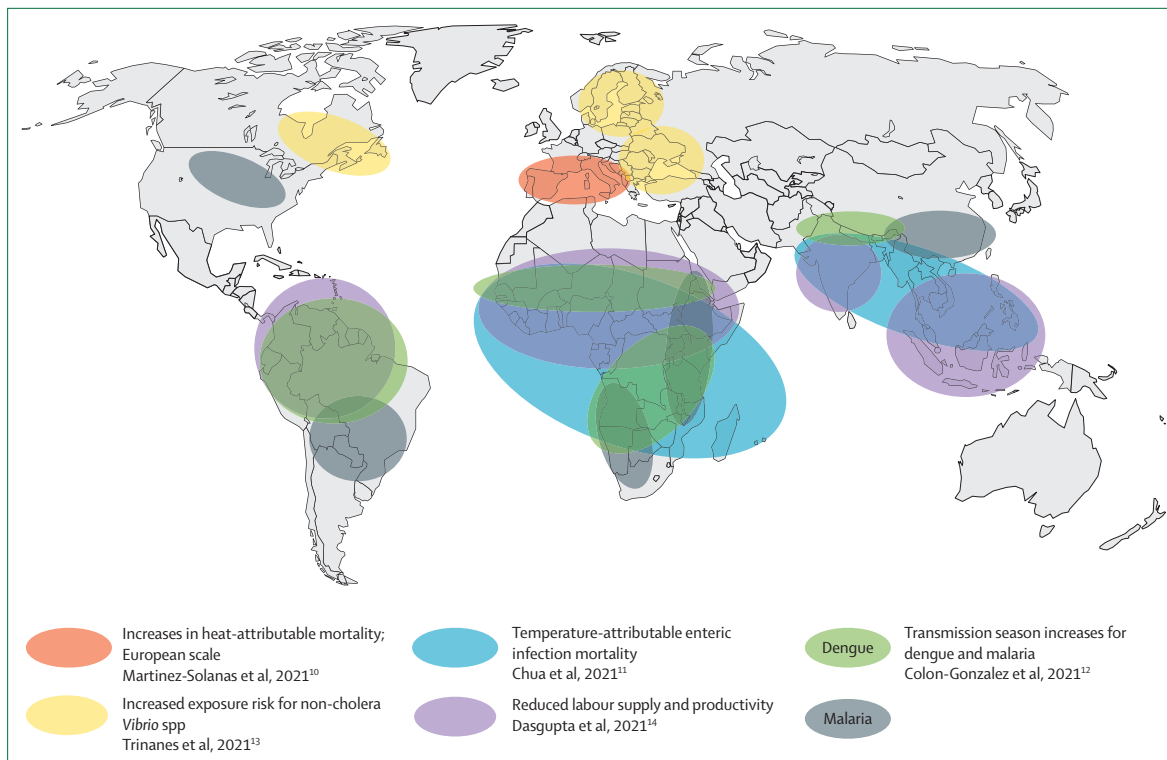 Increases in heat-attributable mortality;
European scale
Martinez-Solanas et al, 2021¹⁰
Increased exposure risk for non-cholera
Vibrio spp
Trinanes et al, 2021¹³
Temperature-attributable enteric
infection mortality
Chua et al, 2021¹¹
Reduced labour supply and productivity
Dasgupta et al, 2021¹⁴
Dengue
Transmission season increases for
dengue and malaria
Colon-Gonzalez et al, 2021¹²
Malaria